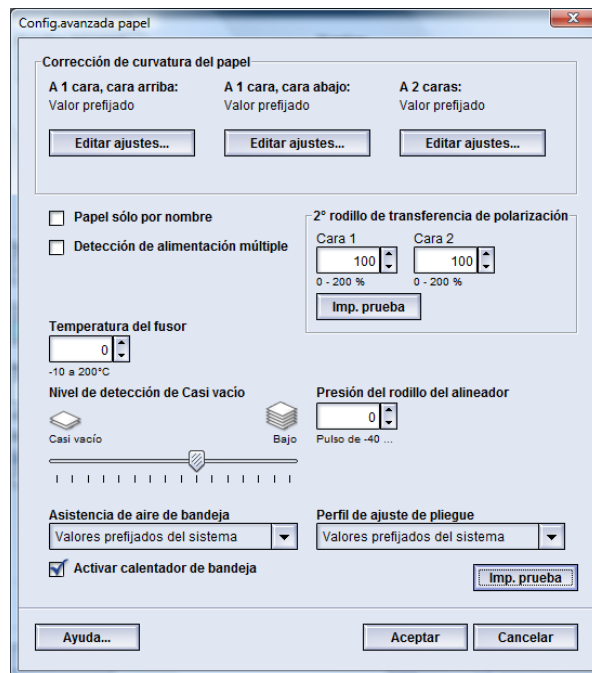 Config.avanzada papel
Corrección de curvatura del papel
A 1 cara, cara arriba: A 1 cara, cara abajo: A 2 caras:
Valor prefijado Valor prefijado Valor prefijado
Editar ajustes... Editar ajustes... Editar ajustes...
Papel sólo por nombre
Detección de alimentación múltiple
2º rodillo de transferencia de polarización
Cara 1 Cara 2
100 100
0 - 200 % 0 - 200 %
Imp. prueba
Temperatura del fusor
0
-10 a 200°C
Nivel de detección de Casi vacío
Casi vacío Bajo
Presión del rodillo del alineador
0
Pulso de -40 ...
Asistencia de aire de bandeja Perfil de ajuste de pliegue
Valores prefijados del sistema Valores prefijados del sistema
Activar calentador de bandeja
Imp. prueba
Ayuda... Aceptar Cancelar